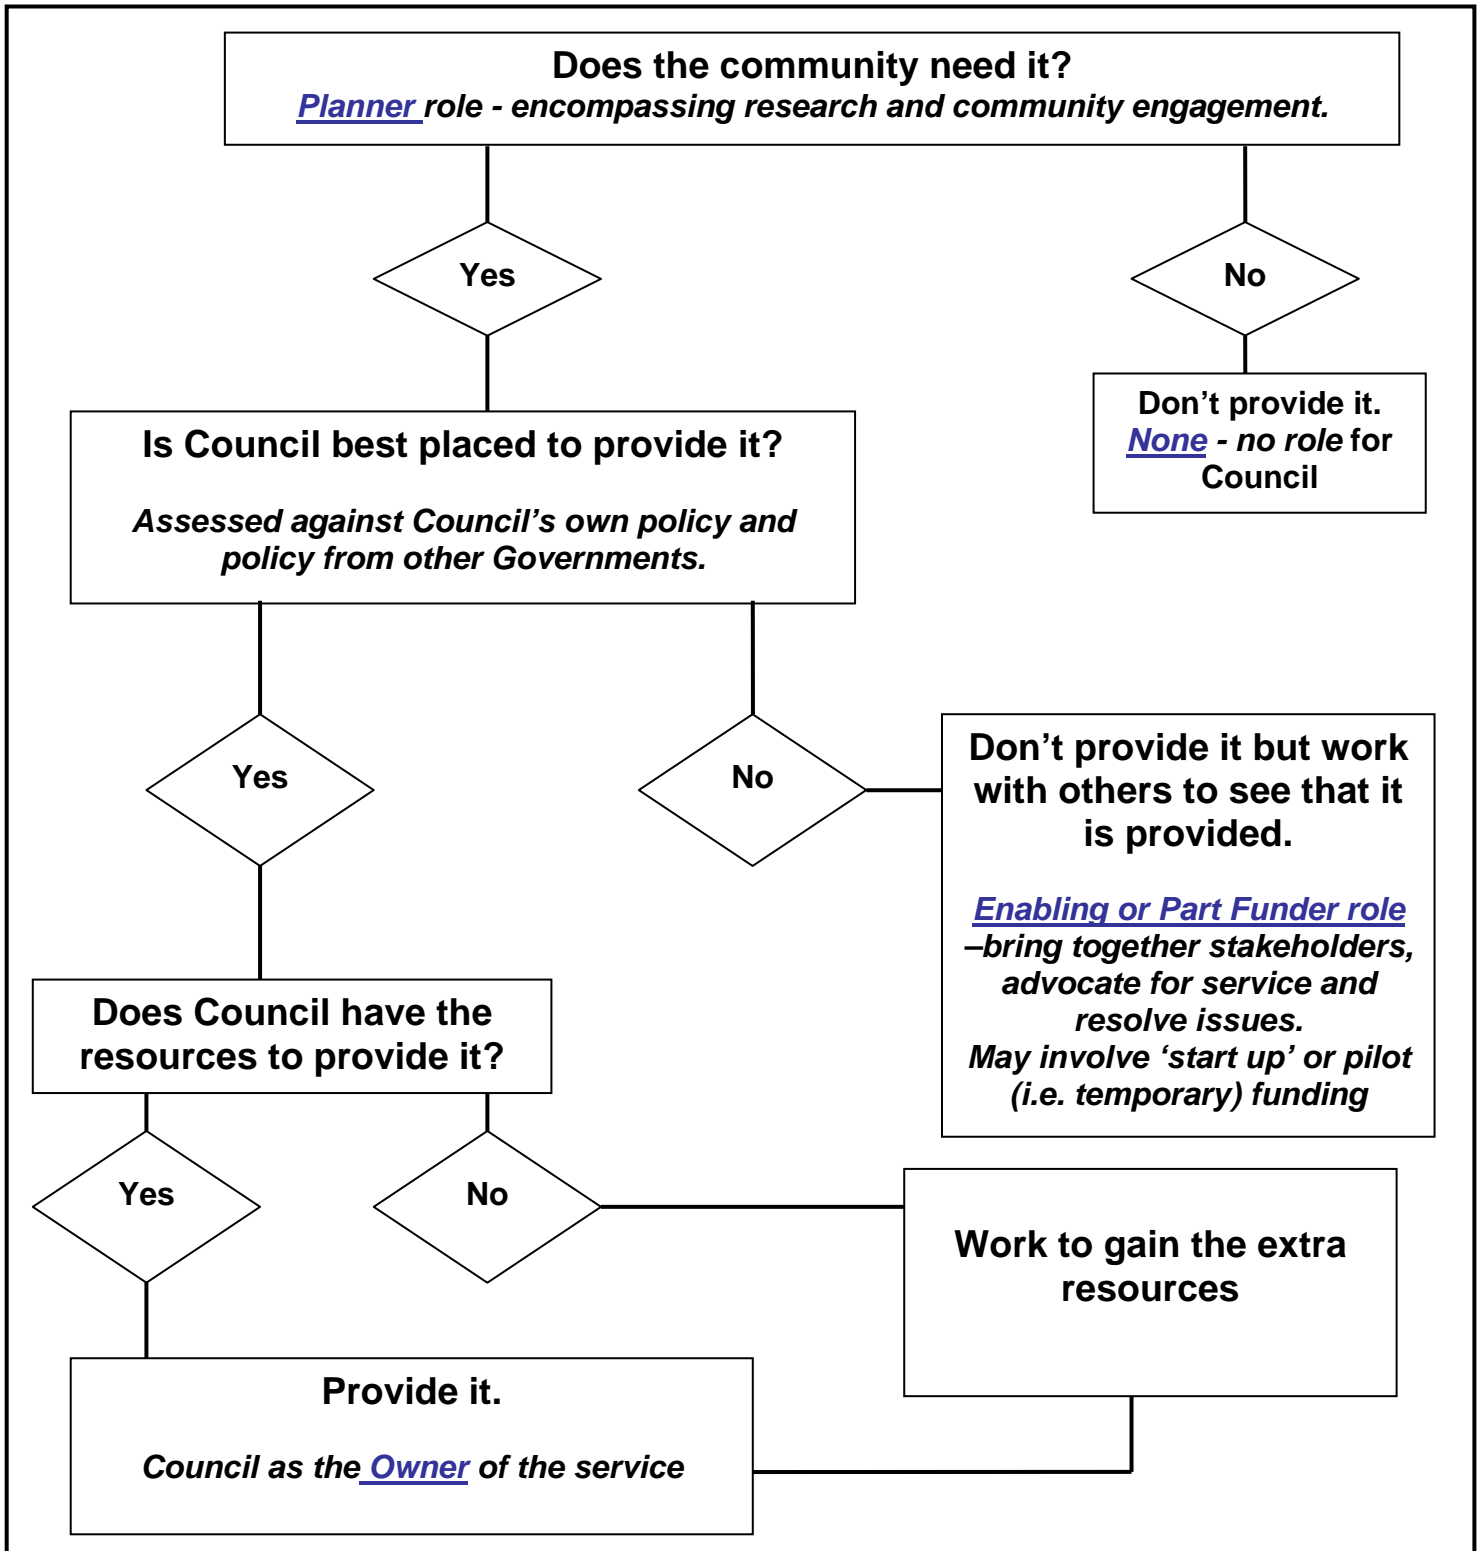 Does the community need it?
Planner role - encompassing research and community engagement.
Yes
No
Don’t provide it.
None - no role for
Council
Is Council best placed to provide it?
Assessed against Council’s own policy and
policy from other Governments.
Yes
No
Don’t provide it but work
with others to see that it
is provided.
Enabling or Part Funder role
–bring together stakeholders,
advocate for service and
resolve issues.
May involve ‘start up’ or pilot
(i.e. temporary) funding
Does Council have the
resources to provide it?
Yes
No
Work to gain the extra
resources
Provide it.
Council as the Owner of the service